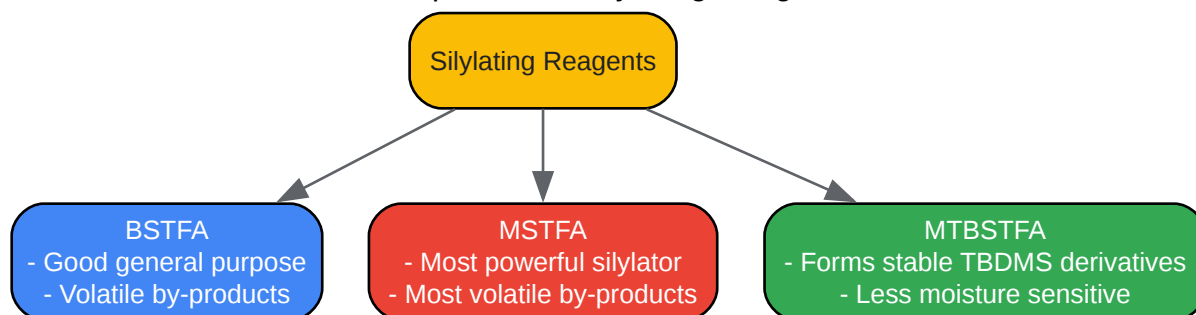 Silylating Reagents
BSTFA
- Good general purpose
- Volatile by-products
MSTFA
- Most powerful silylator
- Most volatile by-products
MTBSTFA
- Forms stable TBDMS derivatives
- Less moisture sensitive